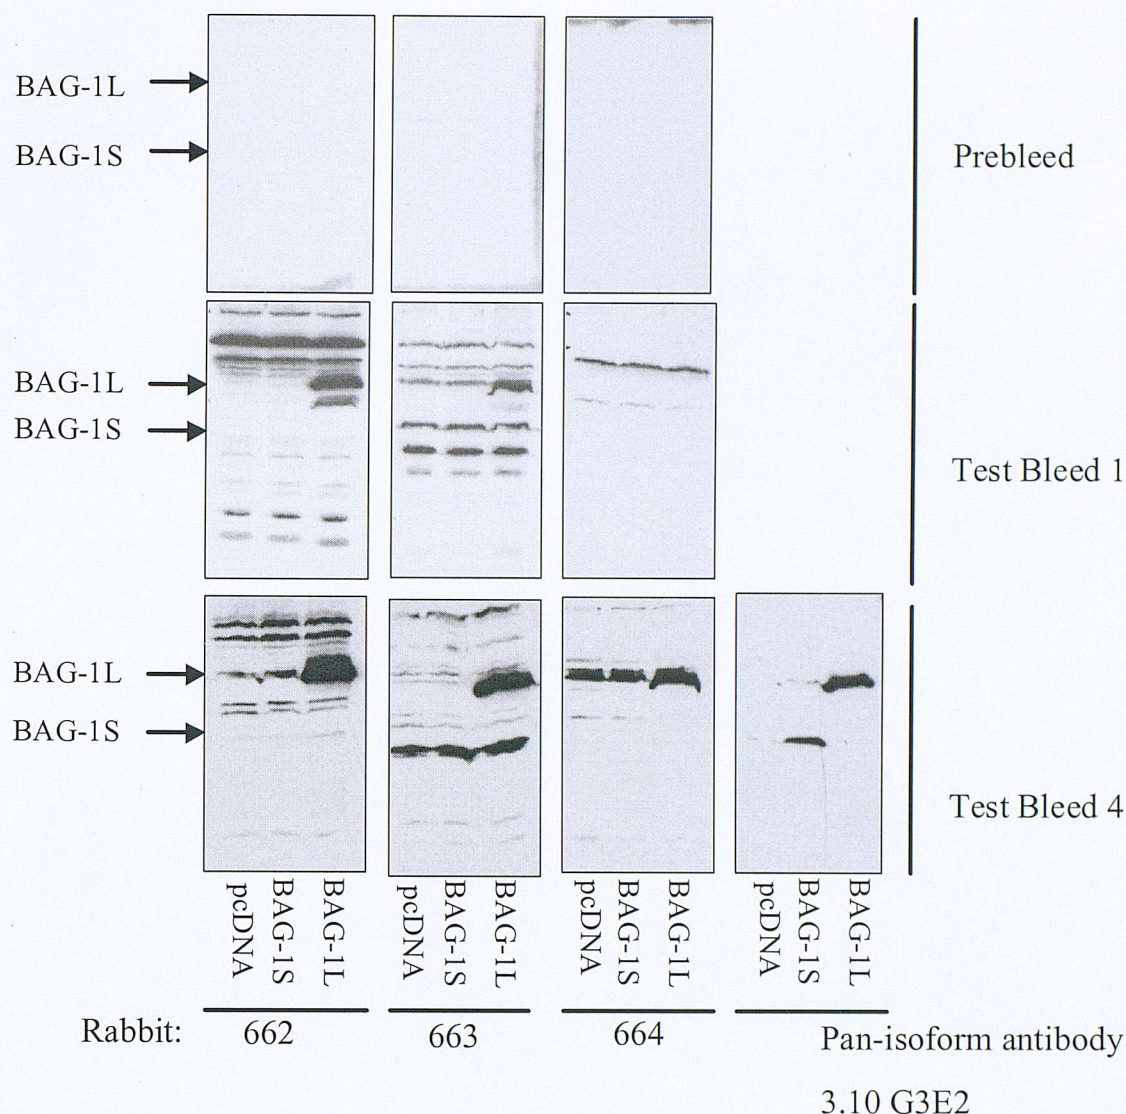 BAG-1L
BAG-1S
Prebleed
BAG-1L
BAG-1S
Test Bleed 1
BAG-1L
BAG-1S
Test Bleed 4
pcDNA
BAG-1S
BAG-1L
pcDNA
BAG-1S
BAG-1L
pcDNA
BAG-1S
BAG-1L
pcDNA
BAG-1S
BAG-1L
Rabbit:
662
663
664
Pan-isoform antibody
3.10 G3E2